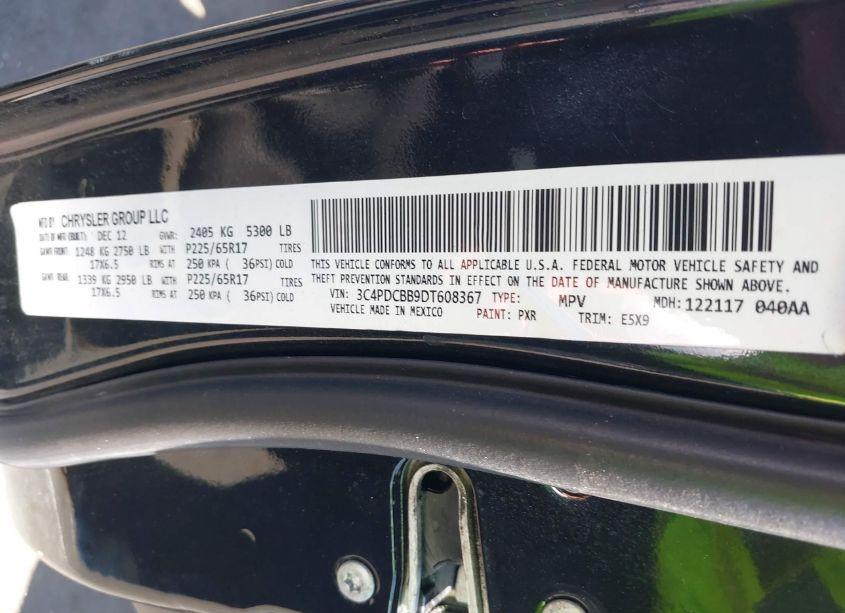 MFD BY CHRYSLER GROUP LLC
DATE OF MFR (BUILT): DEC 12 GVWR: 2405 KG 5300 LB
GAWR FRONT: 1248 KG 2750 LB WITH P225/65R17 TIRES
17X6.5 RIMS AT 250 KPA ( 36PSI) COLD
GAWR REAR: 1339 KG 2950 LB WITH P225/65R17 TIRES
17X6.5 RIMS AT 250 KPA ( 36PSI) COLD
THIS VEHICLE CONFORMS TO ALL APPLICABLE U.S.A. FEDERAL MOTOR VEHICLE SAFETY AND
THEFT PREVENTION STANDARDS IN EFFECT ON THE DATE OF MANUFACTURE SHOWN ABOVE.
VIN: 3C4PDCBB9DT608367 TYPE: MPV MDH: 122117 040AA
VEHICLE MADE IN MEXICO PAINT: PXR TRIM: E5X9